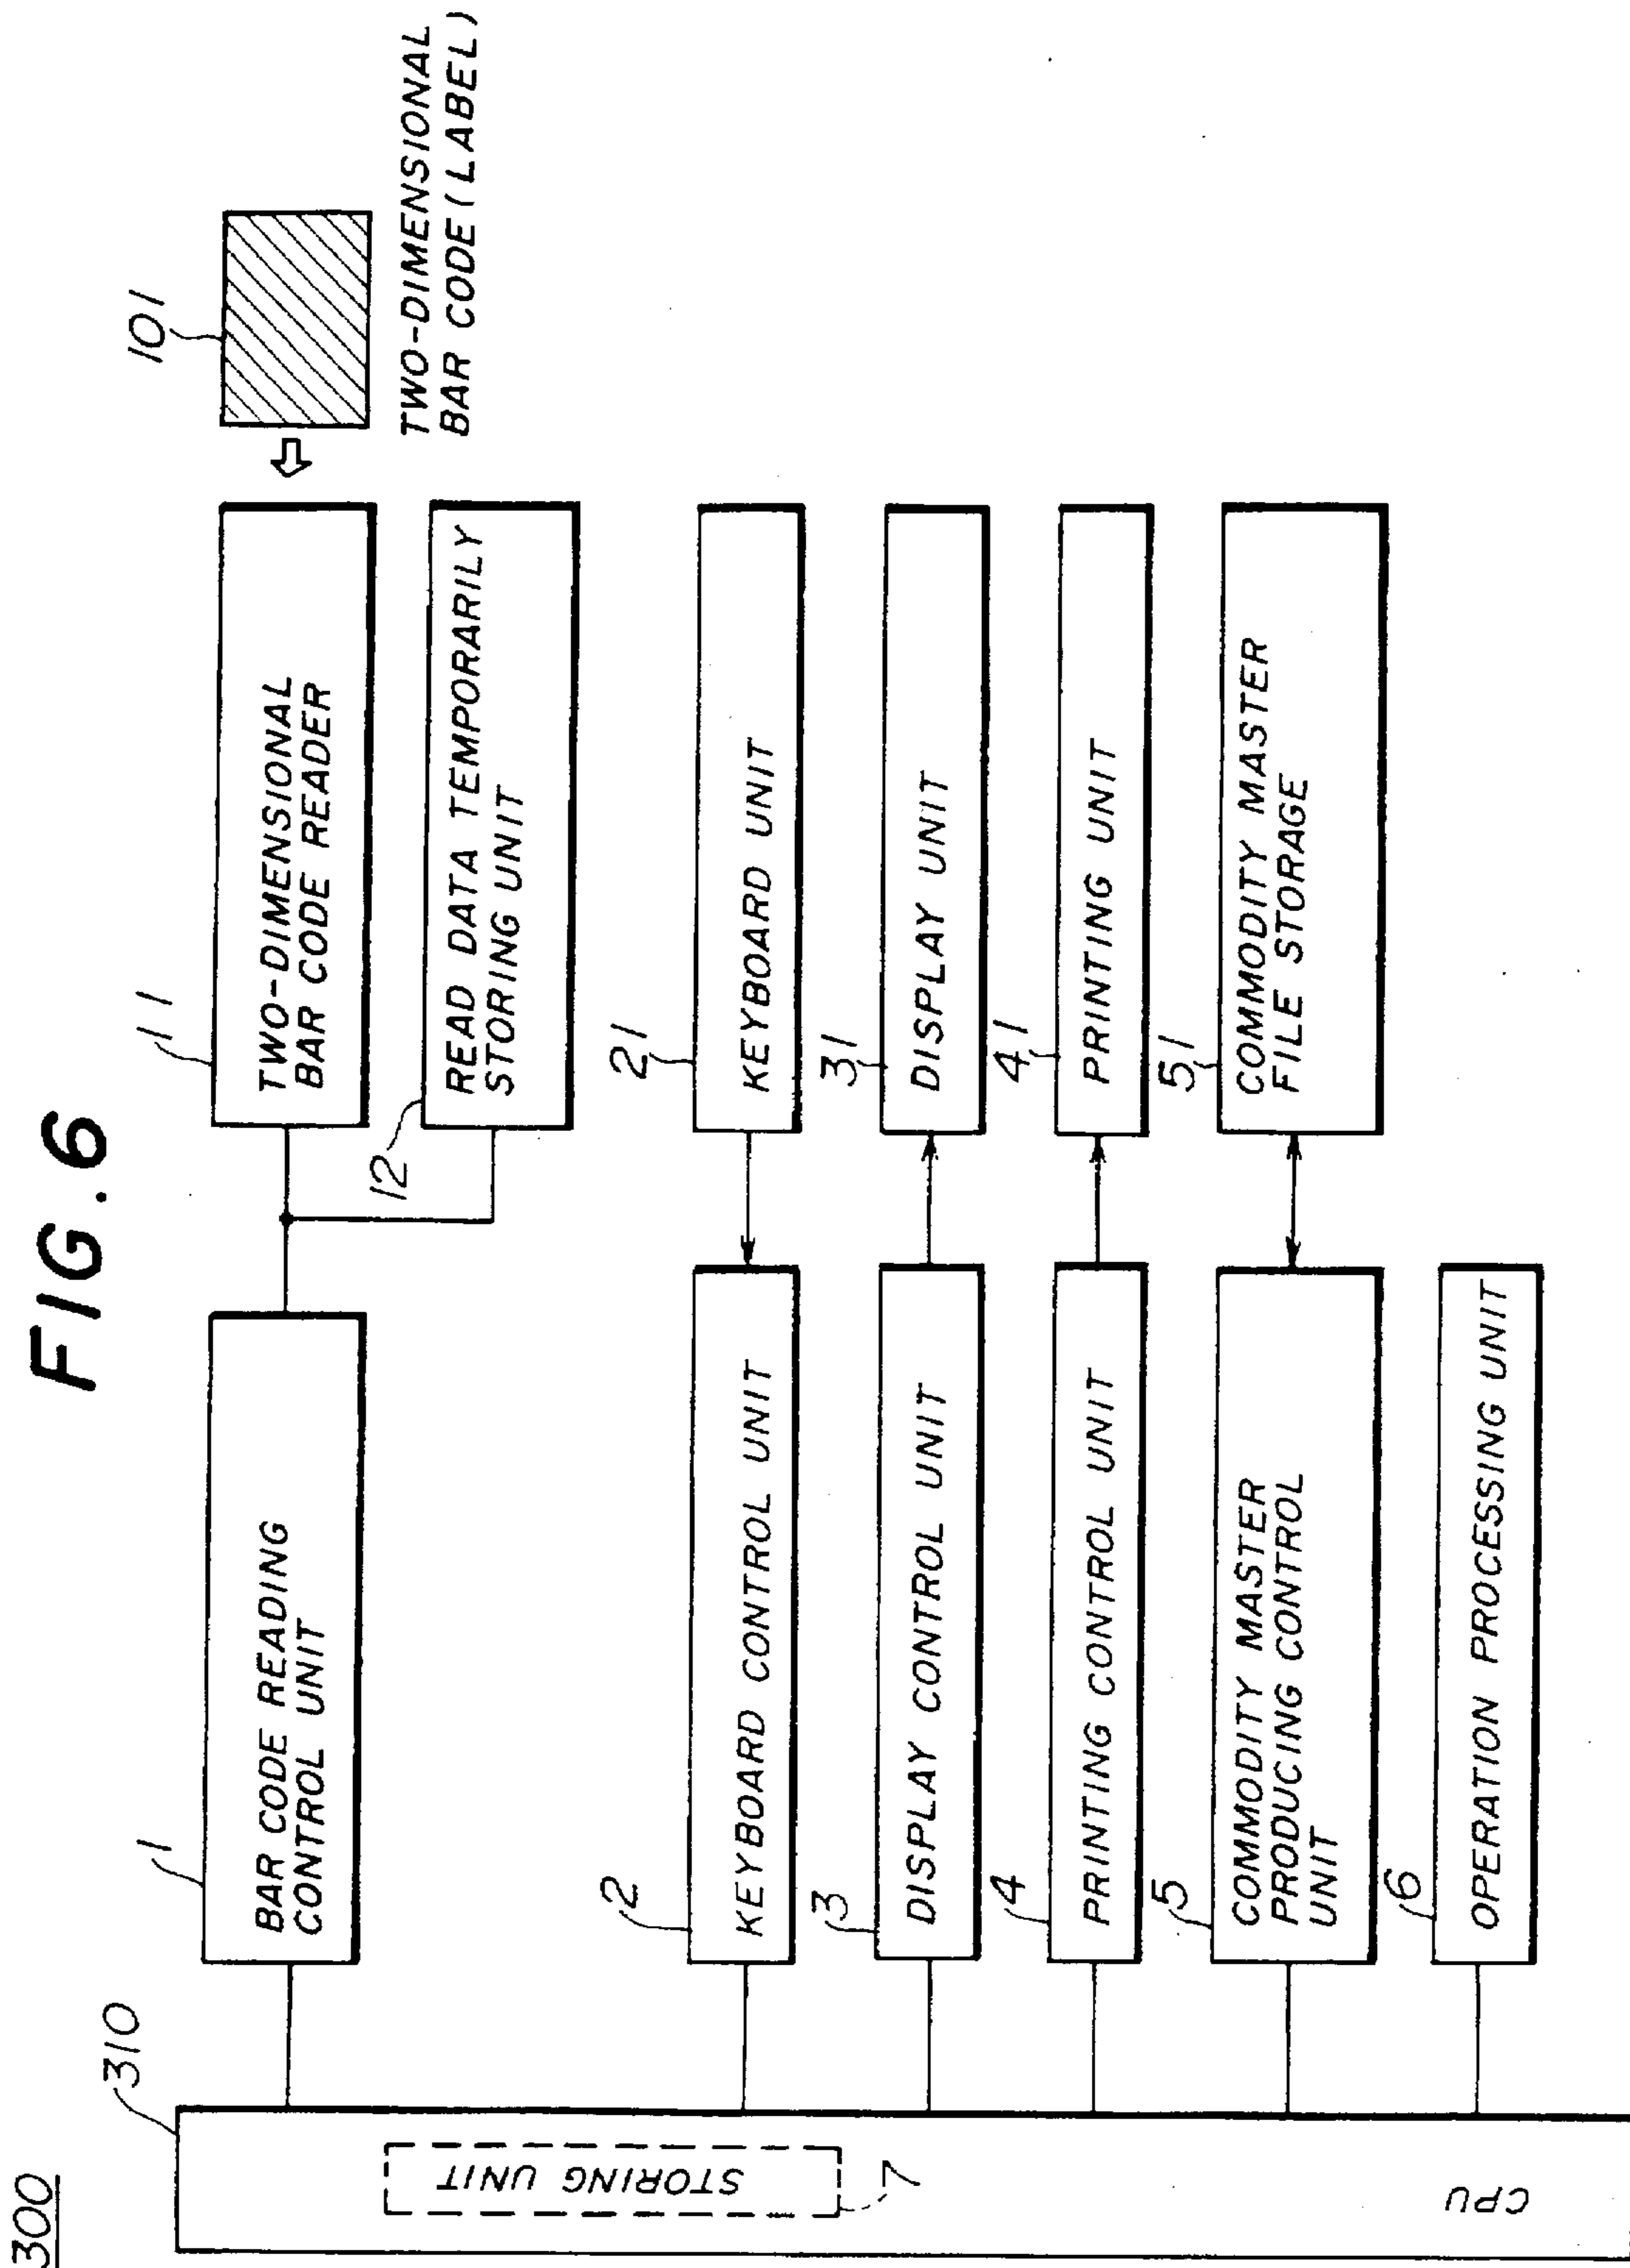 FIG. 6
300
310
STORING UNIT
7
CPU
1
BAR CODE READING
CONTROL UNIT
11
TWO-DIMENSIONAL
BAR CODE READER
101
TWO-DIMENSIONAL
BAR CODE (LABEL)
12
READ DATA TEMPORARILY
STORING UNIT
2
KEYBOARD CONTROL UNIT
21
KEYBOARD UNIT
3
DISPLAY CONTROL UNIT
31
DISPLAY UNIT
4
PRINTING CONTROL UNIT
41
PRINTING UNIT
5
COMMODITY MASTER
PRODUCING CONTROL
UNIT
51
COMMODITY MASTER
FILE STORAGE
6
OPERATION PROCESSING UNIT